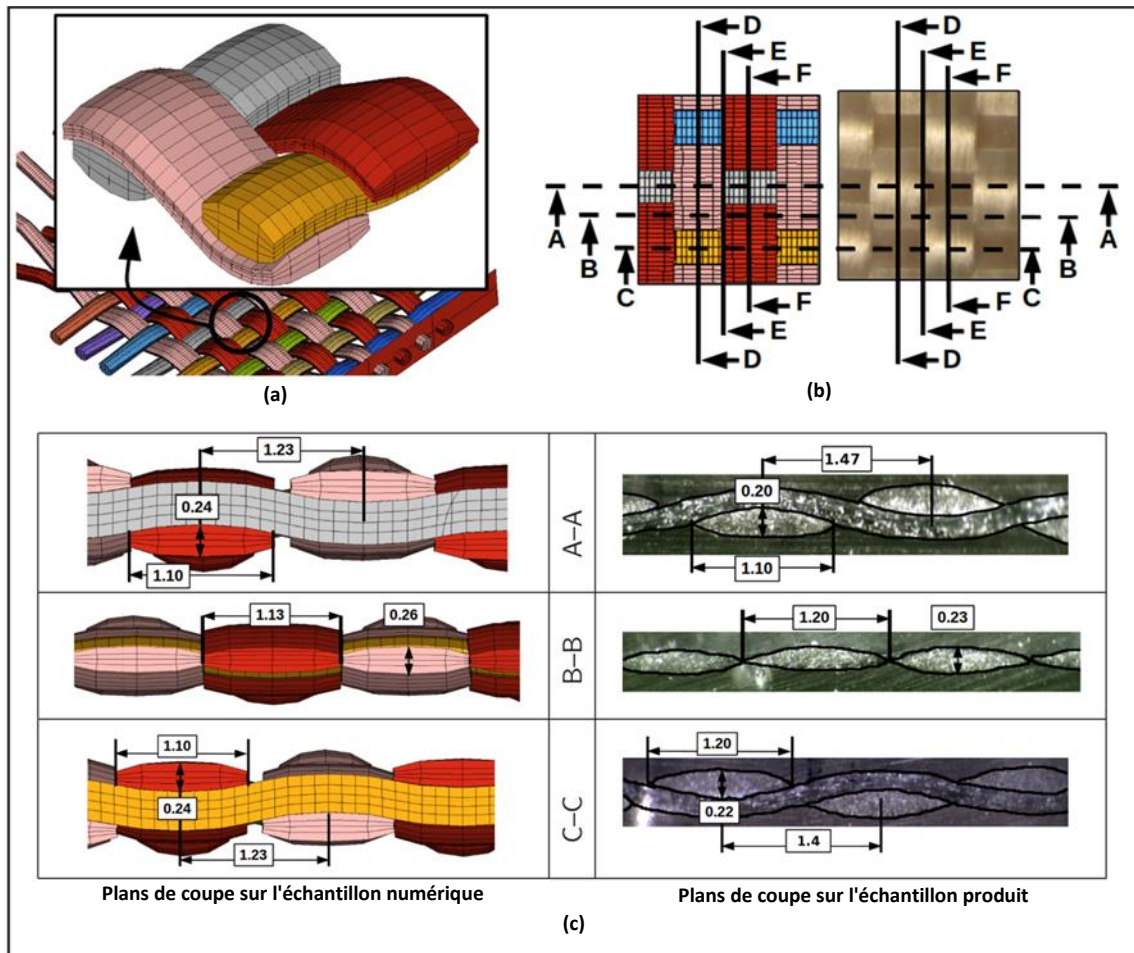 D
D
E
E
F
F
A
B
C
A
B
C
F
F
E
E
D
D
(a)
(b)
1.23
0.24
1.10
A-A
1.47
0.20
1.10
1.13
0.26
B-B
1.20
0.23
1.10
0.24
1.23
C-C
1.20
0.22
1.4
Plans de coupe sur l'échantillon numérique
Plans de coupe sur l'échantillon produit
(c)